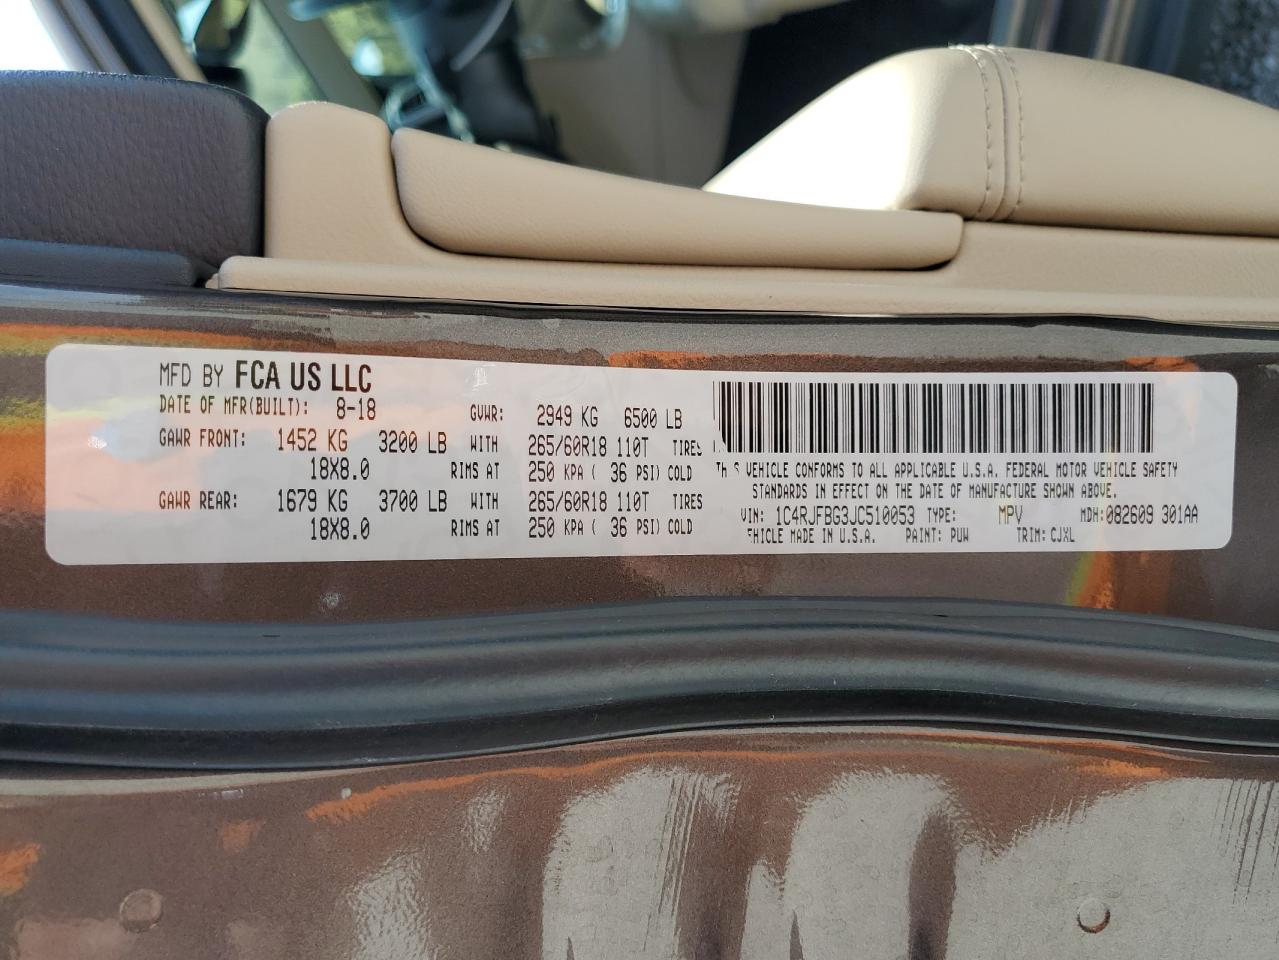 MFD BY FCA US LLC
DATE OF MFR(BUILT): 8-18 GVWR: 2949 KG 6500 LB
GAWR FRONT: 1452 KG 3200 LB WITH 265/60R18 110T TIRES
18X8.0 RIMS AT 250 KPA ( 36 PSI) COLD
GAWR REAR: 1679 KG 3700 LB WITH 265/60R18 110T TIRES
18X8.0 RIMS AT 250 KPA ( 36 PSI) COLD
VEHICLE CONFORMS TO ALL APPLICABLE U.S.A. FEDERAL MOTOR VEHICLE SAFETY
STANDARDS IN EFFECT ON THE DATE OF MANUFACTURE SHOWN ABOVE.
VIN: 1C4RJFBG3JC510053 TYPE: MPV MDH:082609 301AA
EHICLE MADE IN U.S.A. PAINT: PUW TRIM: CJXL